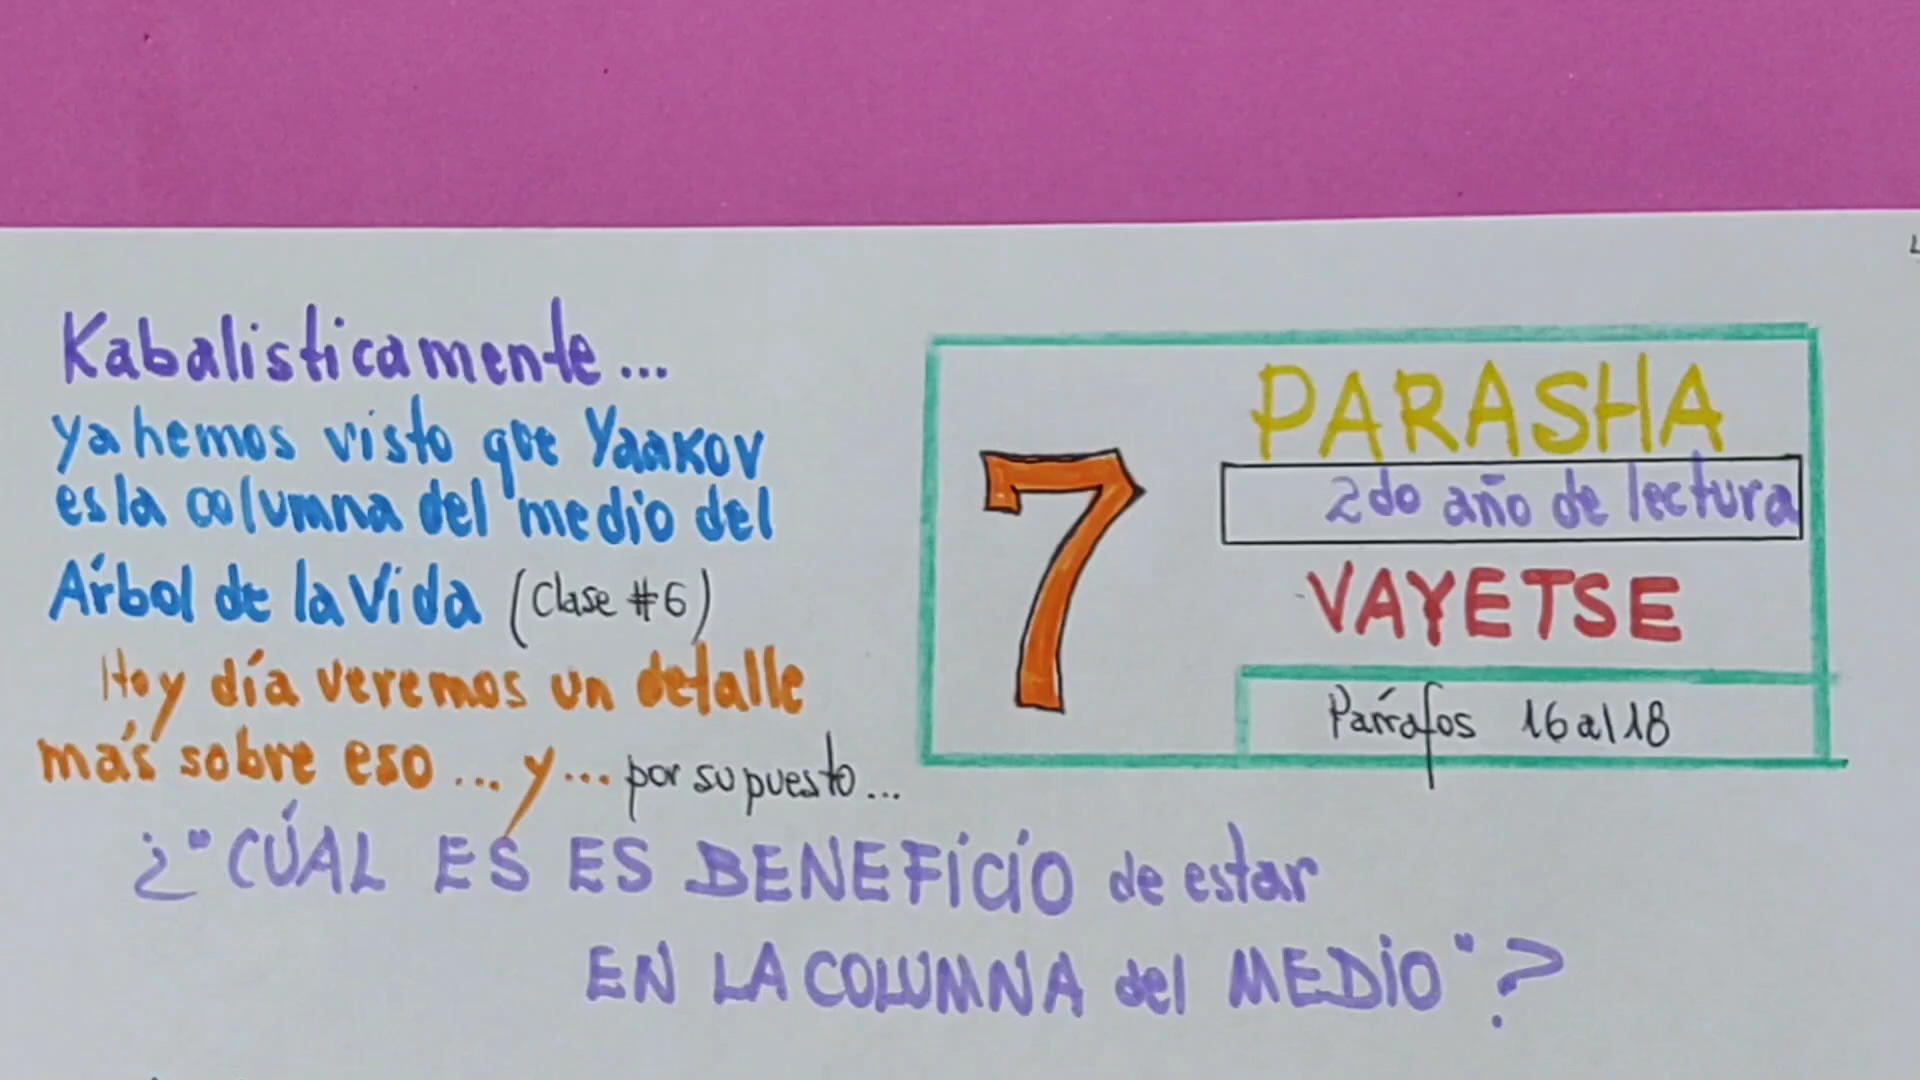 Kabalisticamente...
ya hemos visto que Yaakov
es la columna del medio del
Árbol de la Vida (Clase #6)
Hoy día veremos un detalle
más sobre eso ... y ... por supuesto...
¿"CÚAL ES ES BENEFICIO de estar
EN LA COLUMNA del MEDIO"?
7
PARASHA
2do año de lectura
VAYETSE
Párrafos 16 al 18